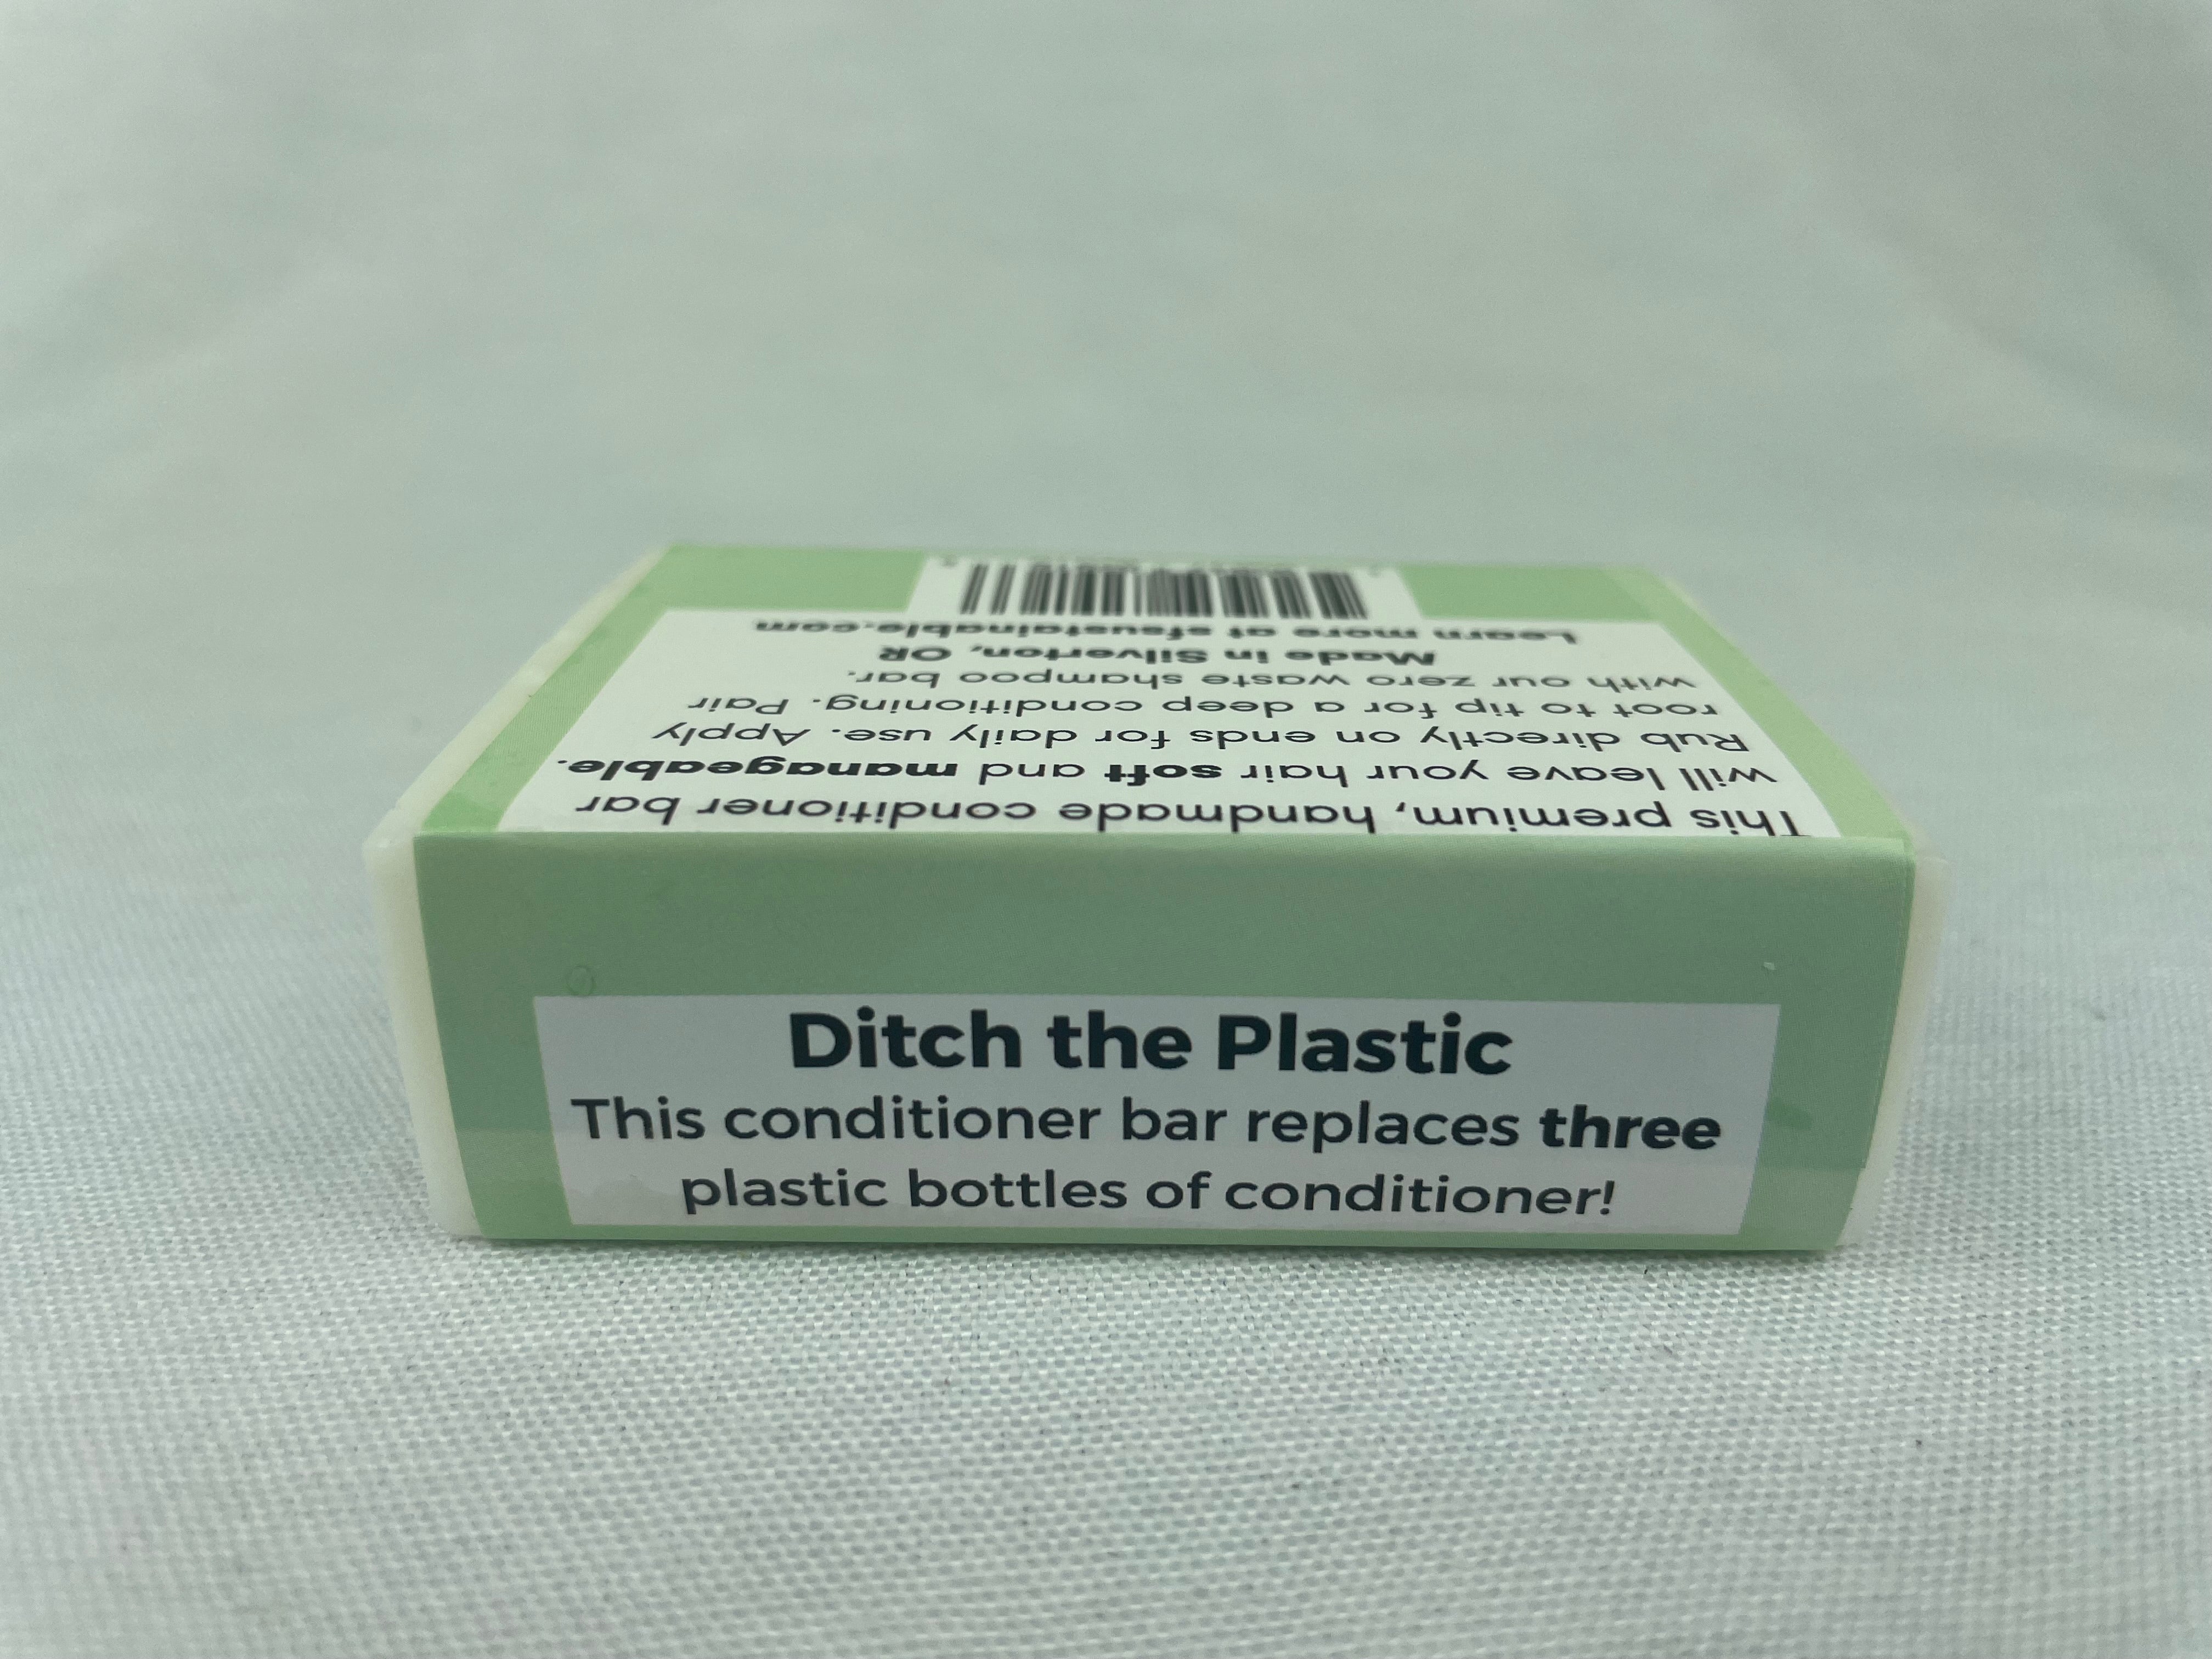 Ditch the Plastic
This conditioner bar replaces three
plastic bottles of conditioner!
This premium, handmade conditioner bar
will leave your hair soft and manageable.
Rub directly on ends for daily use. Apply
root to tip for a deep conditioning. Pair
with our zero waste shampoo bar.
Made in Silverton, OR
Learn more at efsustainable.com